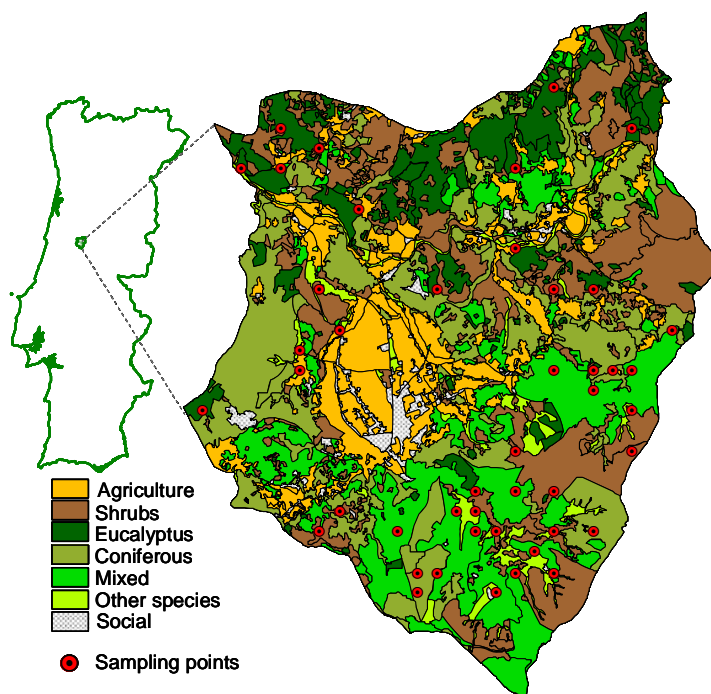 Agriculture
Shrubs
Eucalyptus
Coniferous
Mixed
Other species
Social
Sampling points